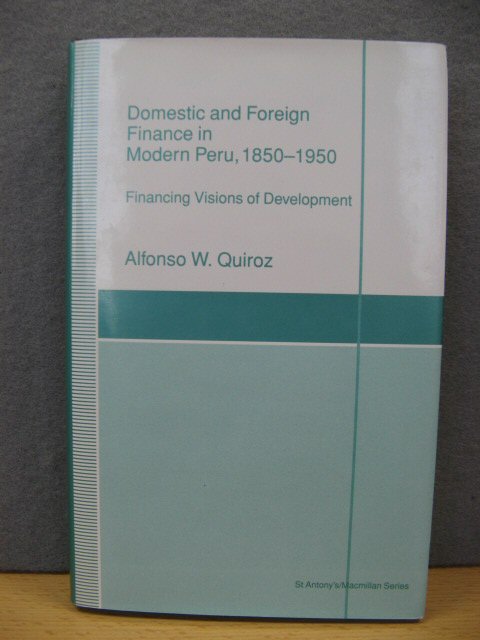 Domestic and Foreign
Finance in
Modern Peru, 1850–1950
Financing Visions of Development
Alfonso W. Quiroz
St Antony's/Macmillan Series